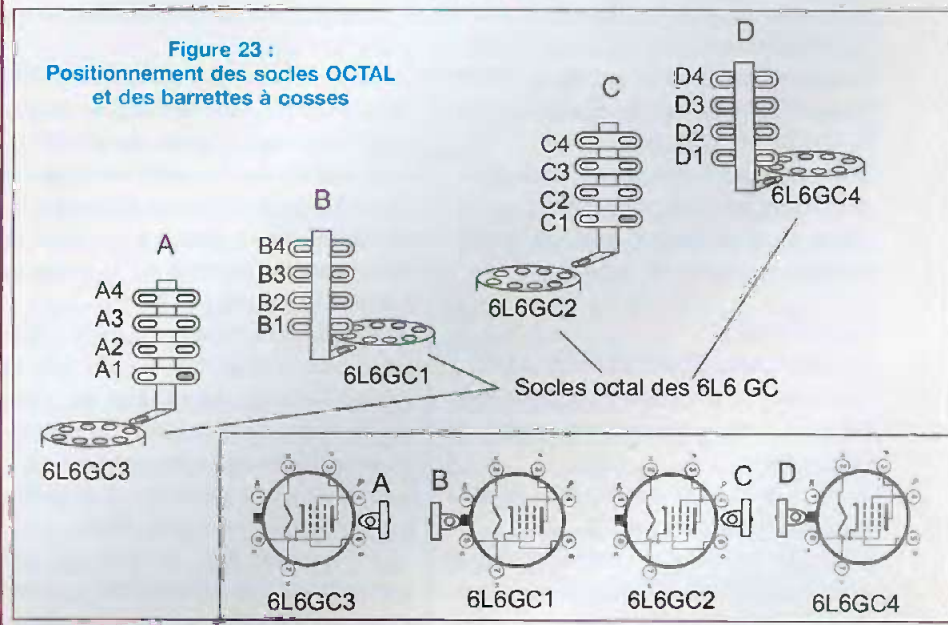 Figure 23 :
Positionnement des socles OCTAL
et des barrettes à cosses
D
D4
D3
D2
D1
6L6GC4
C
C4
C3
C2
C1
6L6GC2
B
B4
B3
B2
B1
6L6GC1
A
A4
A3
A2
A1
6L6GC3
Socles octal des 6L6 GC
A
B
C
D
6L6GC3
6L6GC1
6L6GC2
6L6GC4